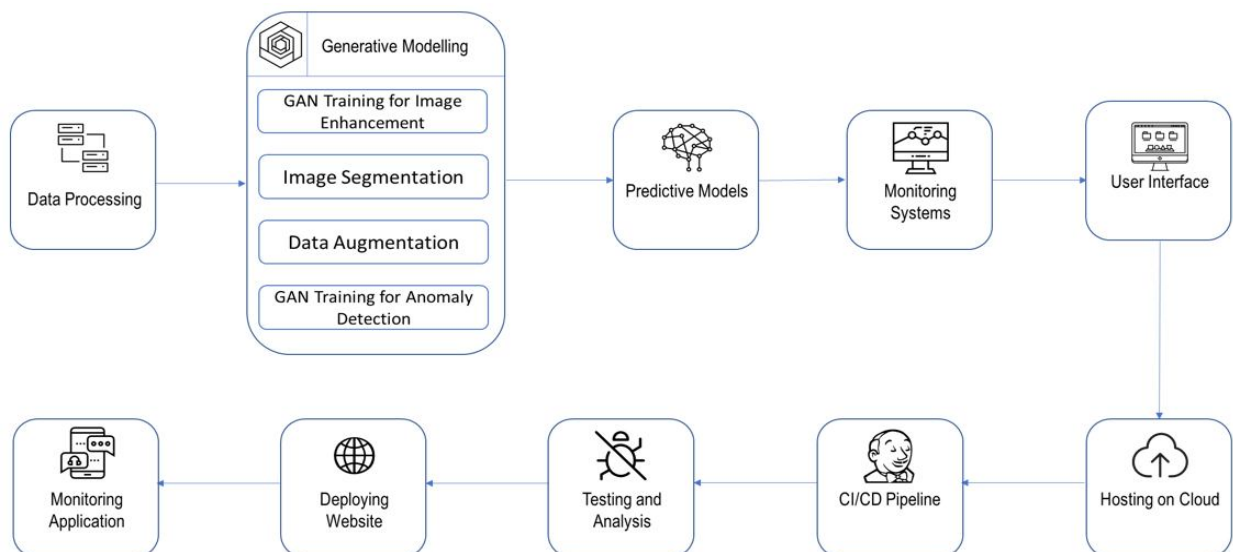 Generative Modelling
GAN Training for Image
Enhancement
Image Segmentation
Data Augmentation
GAN Training for Anomaly
Detection
Data Processing
Predictive Models
Monitoring
Systems
User Interface
Hosting on Cloud
CI/CD Pipeline
Testing and
Analysis
Deploying
Website
Monitoring
Application